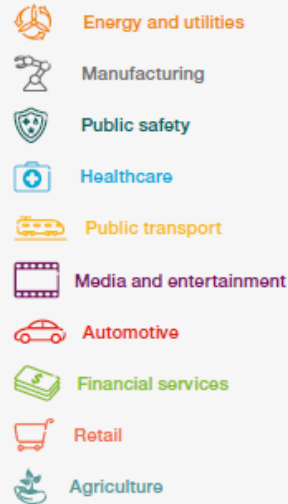 Energy and utilities
Manufacturing
Public safety
Healthcare
Public transport
Media and entertainment
Automotive
Financial services
Retail
Agriculture